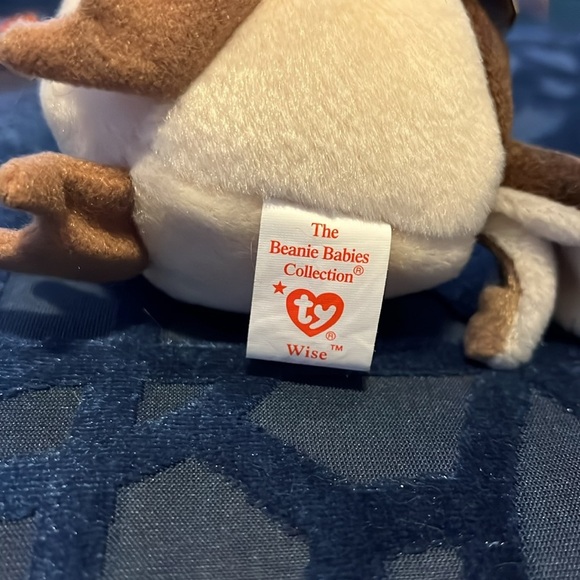 The
Beanie Babies
Collection®
★ ty ®
Wise™